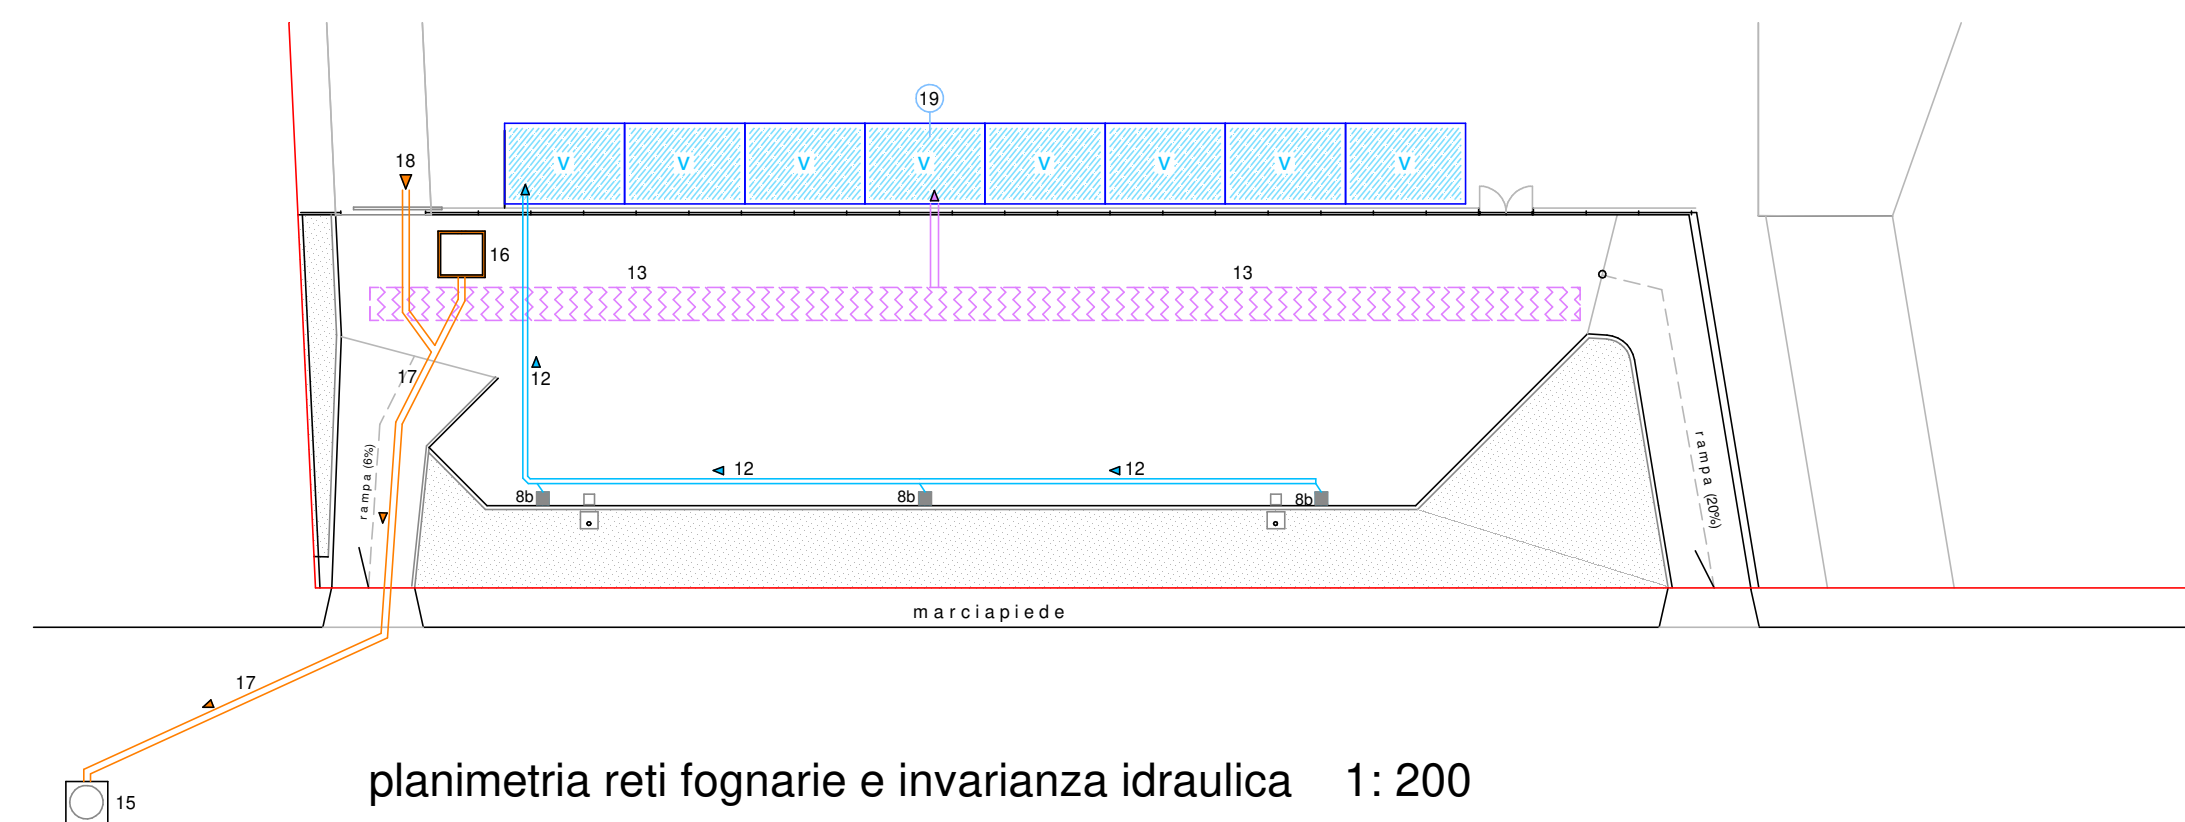 19
18
v v v v v v v v
16
13 13
17
12
rampa (6%)
rampa (20%)
12 12
8b 8b 8b
marciapiede
17
planimetria reti fognarie e invarianza idraulica 1: 200
15